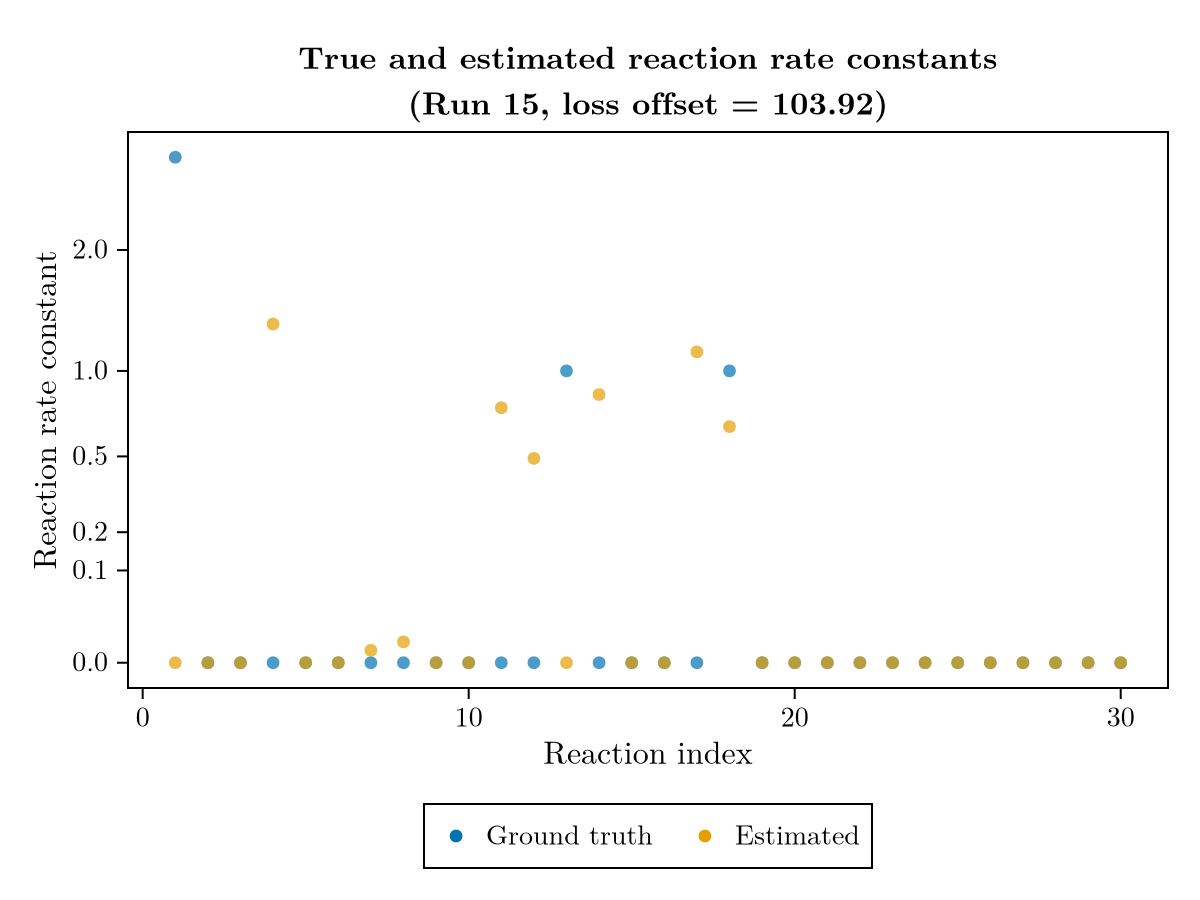 True and estimated reaction rate constants
(Run 15, loss offset = 103.92)
Reaction rate constant
2.0
1.0
0.5
0.2
0.1
0.0
0 10 20 30
Reaction index
Ground truth Estimated